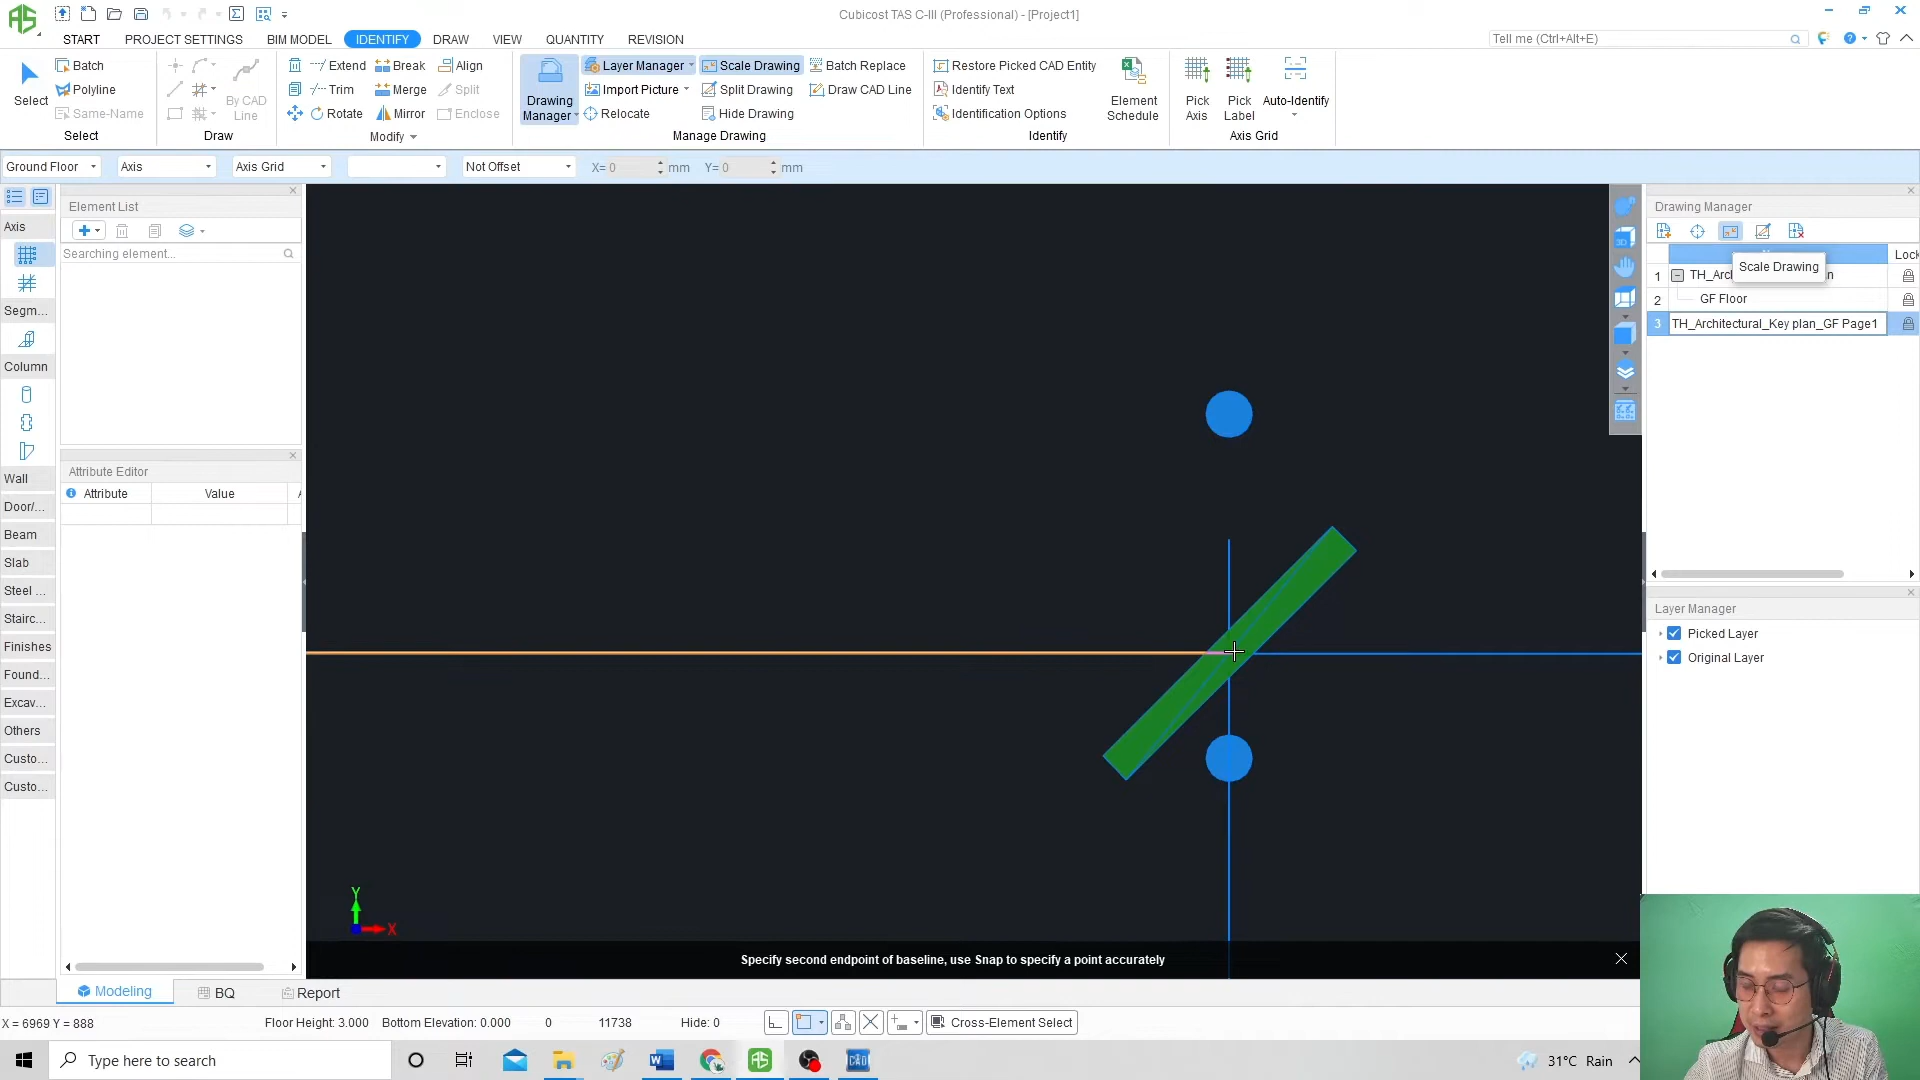 Cubicost TAS C-III (Professional) - [Project1]
START PROJECT SETTINGS BIM MODEL IDENTIFY DRAW VIEW QUANTITY REVISION
Tell me (Ctrl+Alt+E)
Select
Batch
Polyline
Same-Name
Select
By CAD Line
Draw
Extend Break Align
Trim Merge Split
Rotate Mirror Enclose
Modify
Drawing Manager
Layer Manager Scale Drawing Batch Replace
Import Picture Split Drawing Draw CAD Line
Relocate Hide Drawing
Manage Drawing
Restore Picked CAD Entity
Identify Text
Identification Options
Element Schedule
Identify
Pick Axis
Pick Label
Auto-Identify
Axis Grid
Ground Floor Axis Axis Grid Not Offset X= 0 mm Y= 0 mm
Axis
Segm...
Column
Wall
Door/...
Beam
Slab
Steel ...
Stairc...
Finishes
Found...
Excav...
Others
Custo...
Custo...
Element List
Searching element...
Attribute Editor
Attribute Value
3D
Y
X
Specify second endpoint of baseline, use Snap to specify a point accurately
Drawing Manager
Lock
Scale Drawing
1 TH_Arc
2 GF Floor
3 TH_Architectural_Key plan_GF Page1
Layer Manager
Picked Layer
Original Layer
Modeling BQ Report
X = 6969 Y = 888 Floor Height: 3.000 Bottom Elevation: 0.000 0 11738 Hide: 0 Cross-Element Select
Type here to search
31°C Rain